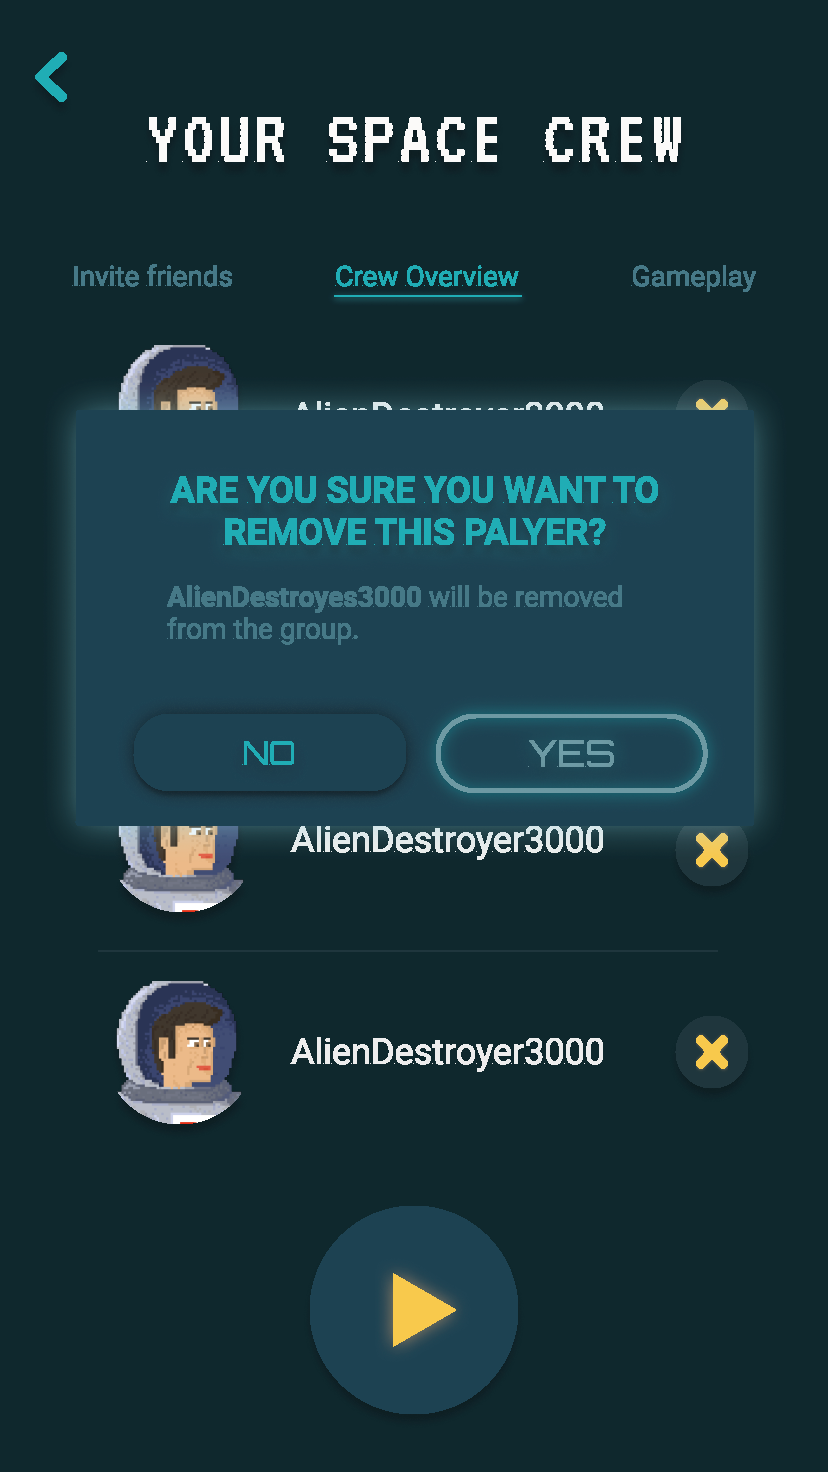 YOUR SPACE CREW
Invite friends Crew Overview Gameplay
AlienDestroyer3000
ARE YOU SURE YOU WANT TO
REMOVE THIS PALYER?
AlienDestroyes3000 will be removed
from the group.
NO YES
AlienDestroyer3000
AlienDestroyer3000